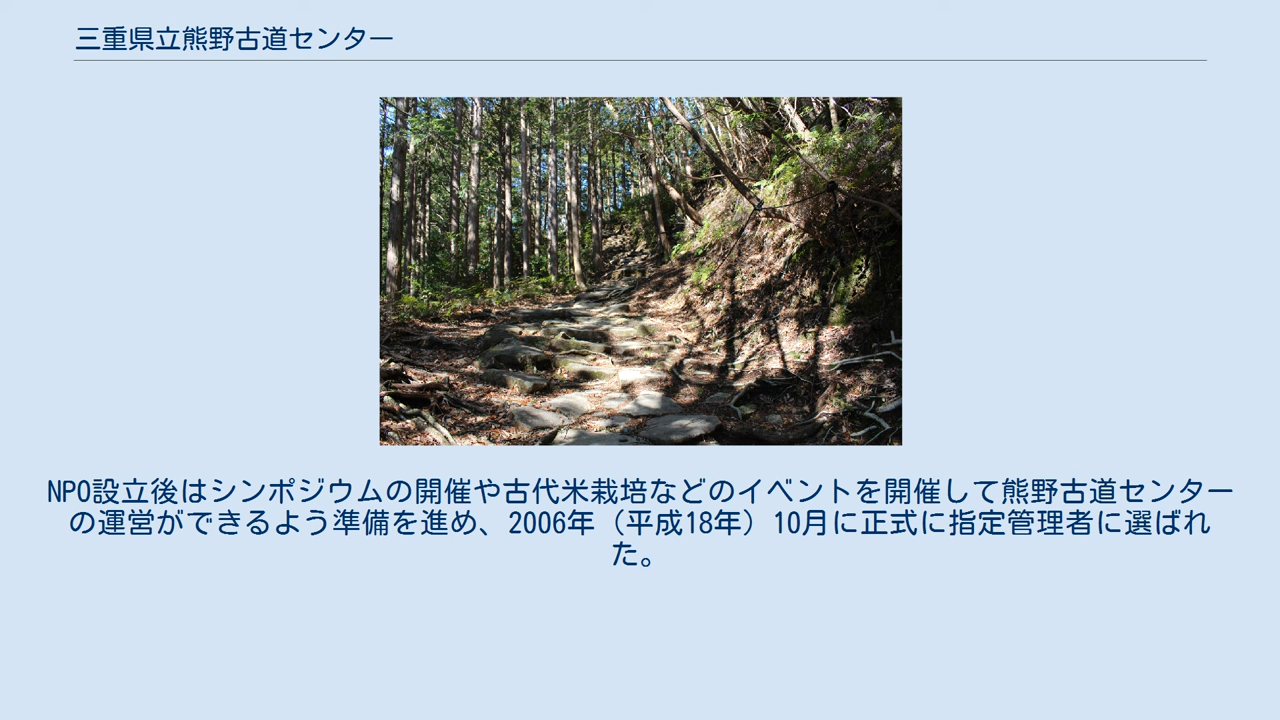 三重県立熊野古道センター
NPO設立後はシンポジウムの開催や古代米栽培などのイベントを開催して熊野古道センター
の運営ができるよう準備を進め、2006年（平成18年）10月に正式に指定管理者に選ばれ
た。